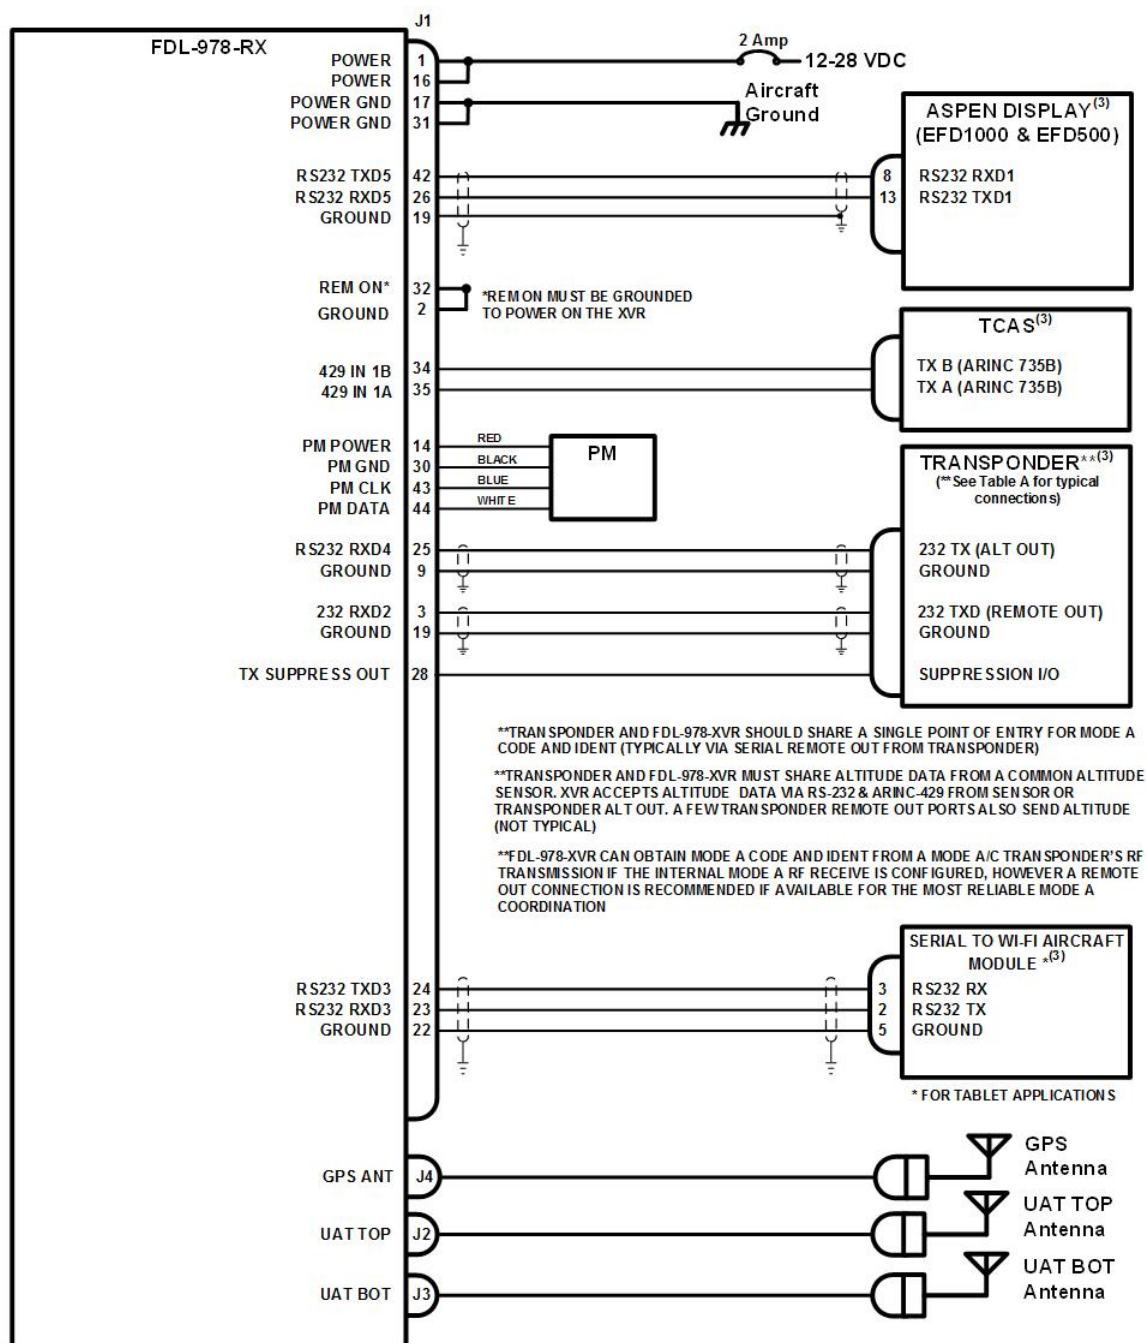 J1
FDL-978-RX
POWER 1
POWER 16
POWER GND 17
POWER GND 31
2 Amp
12-28 VDC
Aircraft
Ground
ASPEN DISPLAY(3)
(EFD1000 & EFD500)
RS232 TXD5 42
RS232 RXD5 26
GROUND 19
8 RS232 RXD1
13 RS232 TXD1
REM ON* 32
GROUND 2
*REM ON MUST BE GROUNDED
TO POWER ON THE XVR
TCAS(3)
429 IN 1B 34
429 IN 1A 35
TX B (ARINC 735B)
TX A (ARINC 735B)
PM POWER 14 RED
PM GND 30 BLACK
PM CLK 43 BLUE
PM DATA 44 WHITE
PM
TRANSPONDER**(3)
(**See Table A for typical
connections)
RS232 RXD4 25
GROUND 9
232 RXD2 3
GROUND 19
TX SUPPRESS OUT 28
232 TX (ALT OUT)
GROUND
232 TXD (REMOTE OUT)
GROUND
SUPPRESSION I/O
**TRANSPONDER AND FDL-978-XVR SHOULD SHARE A SINGLE POINT OF ENTRY FOR MODE A
CODE AND IDENT (TYPICALLY VIA SERIAL REMOTE OUT FROM TRANSPONDER)
**TRANSPONDER AND FDL-978-XVR MUST SHARE ALTITUDE DATA FROM A COMMON ALTITUDE
SENSOR. XVR ACCEPTS ALTITUDE DATA VIA RS-232 & ARINC-429 FROM SENSOR OR
TRANSPONDER ALT OUT. A FEW TRANSPONDER REMOTE OUT PORTS ALSO SEND ALTITUDE
(NOT TYPICAL)
**FDL-978-XVR CAN OBTAIN MODE A CODE AND IDENT FROM A MODE A/C TRANSPONDER'S RF
TRANSMISSION IF THE INTERNAL MODE A RF RECEIVE IS CONFIGURED, HOWEVER A REMOTE
OUT CONNECTION IS RECOMMENDED IF AVAILABLE FOR THE MOST RELIABLE MODE A
COORDINATION
SERIAL TO WI-FI AIRCRAFT
MODULE *(3)
RS232 TXD3 24
RS232 RXD3 23
GROUND 22
3 RS232 RX
2 RS232 TX
5 GROUND
* FOR TABLET APPLICATIONS
GPS ANT J4
GPS
Antenna
UAT TOP J2
UAT TOP
Antenna
UAT BOT J3
UAT BOT
Antenna